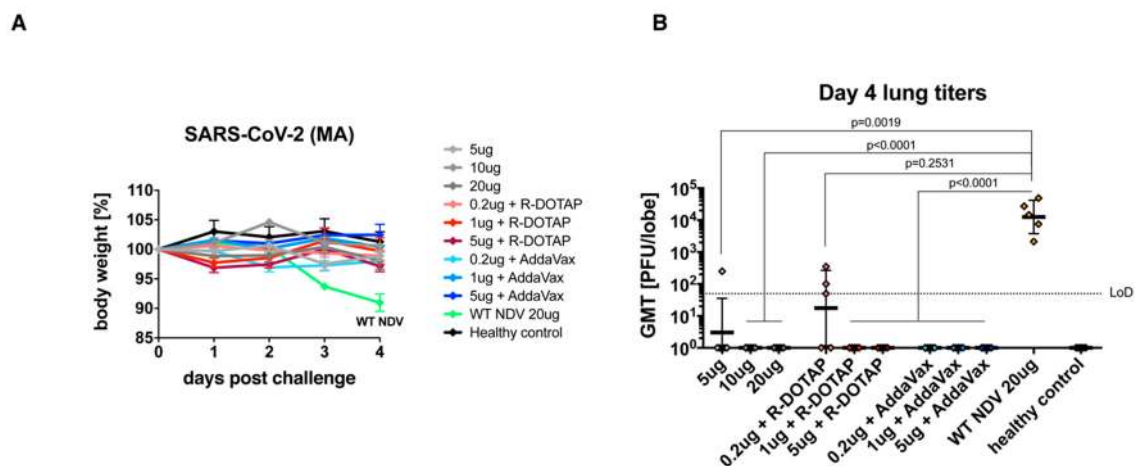 A
SARS-CoV-2 (MA)
body weight [%]
110
105
100
95
90
85
0 1 2 3 4
days post challenge
WT NDV
5ug
10ug
20ug
0.2ug + R-DOTAP
1ug + R-DOTAP
5ug + R-DOTAP
0.2ug + AddaVax
1ug + AddaVax
5ug + AddaVax
WT NDV 20ug
Healthy control
B
Day 4 lung titers
p=0.0019
p<0.0001
p=0.2531
p<0.0001
GMT [PFU/lobe]
10⁵
10⁴
10³
10²
10¹
10⁰
LoD
5ug
10ug
20ug
0.2ug + R-DOTAP
1ug + R-DOTAP
5ug + R-DOTAP
0.2ug + AddaVax
1ug + AddaVax
5ug + AddaVax
WT NDV 20ug
healthy control